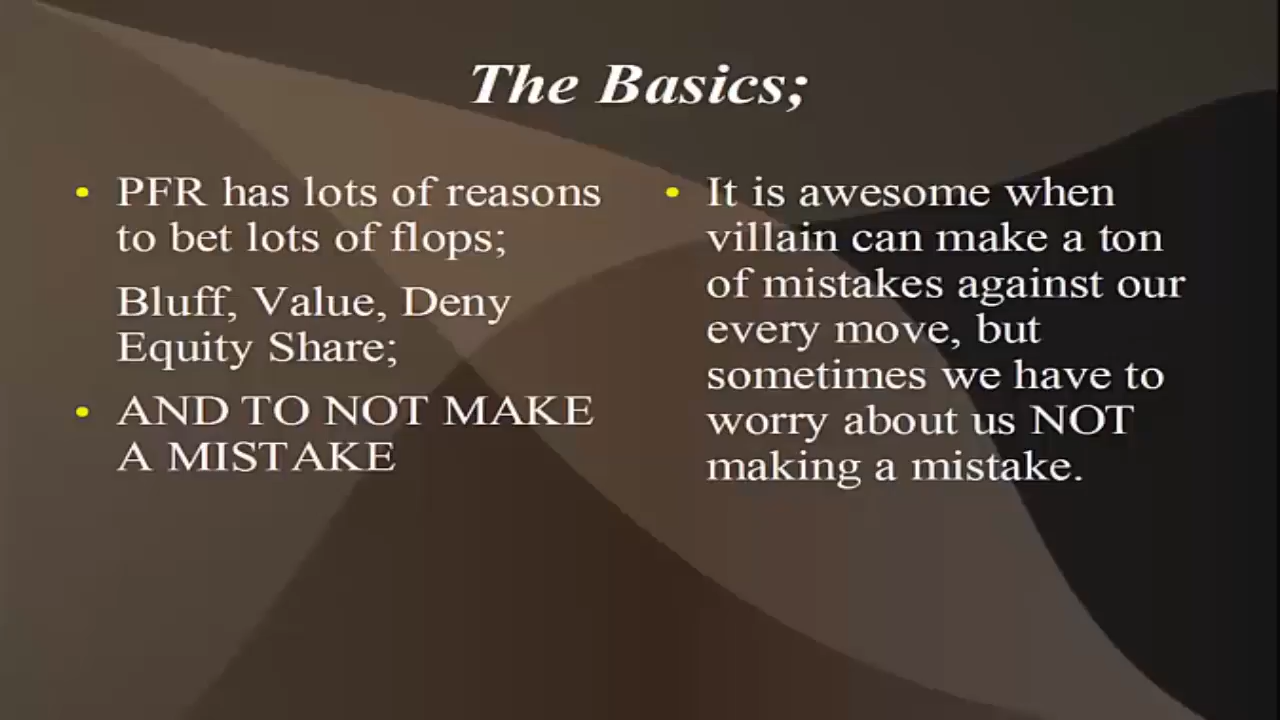 The Basics;
PFR has lots of reasons
to bet lots of flops;
Bluff, Value, Deny
Equity Share;
AND TO NOT MAKE
A MISTAKE
It is awesome when
villain can make a ton
of mistakes against our
every move, but
sometimes we have to
worry about us NOT
making a mistake.